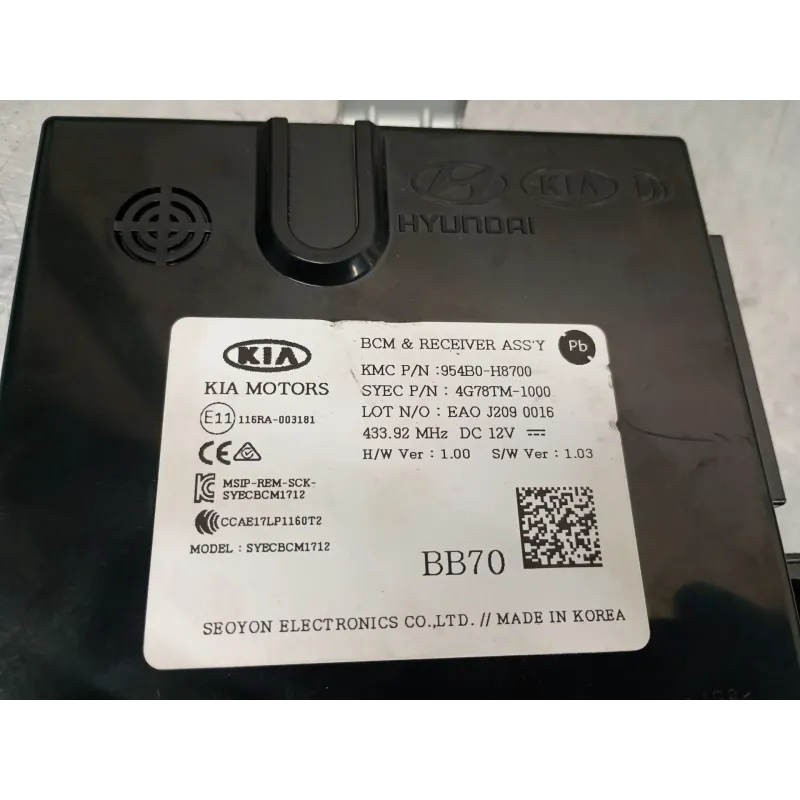 KIA
HYUNDAI
KIA
KIA MOTORS
E11 116RA-003181
CE
MSIP-REM-SCK-
SYECBCM1712
CCAE17LP1160T2
MODEL : SYECBCM1712
BCM & RECEIVER ASS'Y Pb
KMC P/N :954B0-H8700
SYEC P/N : 4G78TM-1000
LOT N/O : EAO J209 0016
433.92 MHz DC 12V
H/W Ver : 1.00 S/W Ver : 1.03
BB70
SEOYON ELECTRONICS CO.,LTD. // MADE IN KOREA